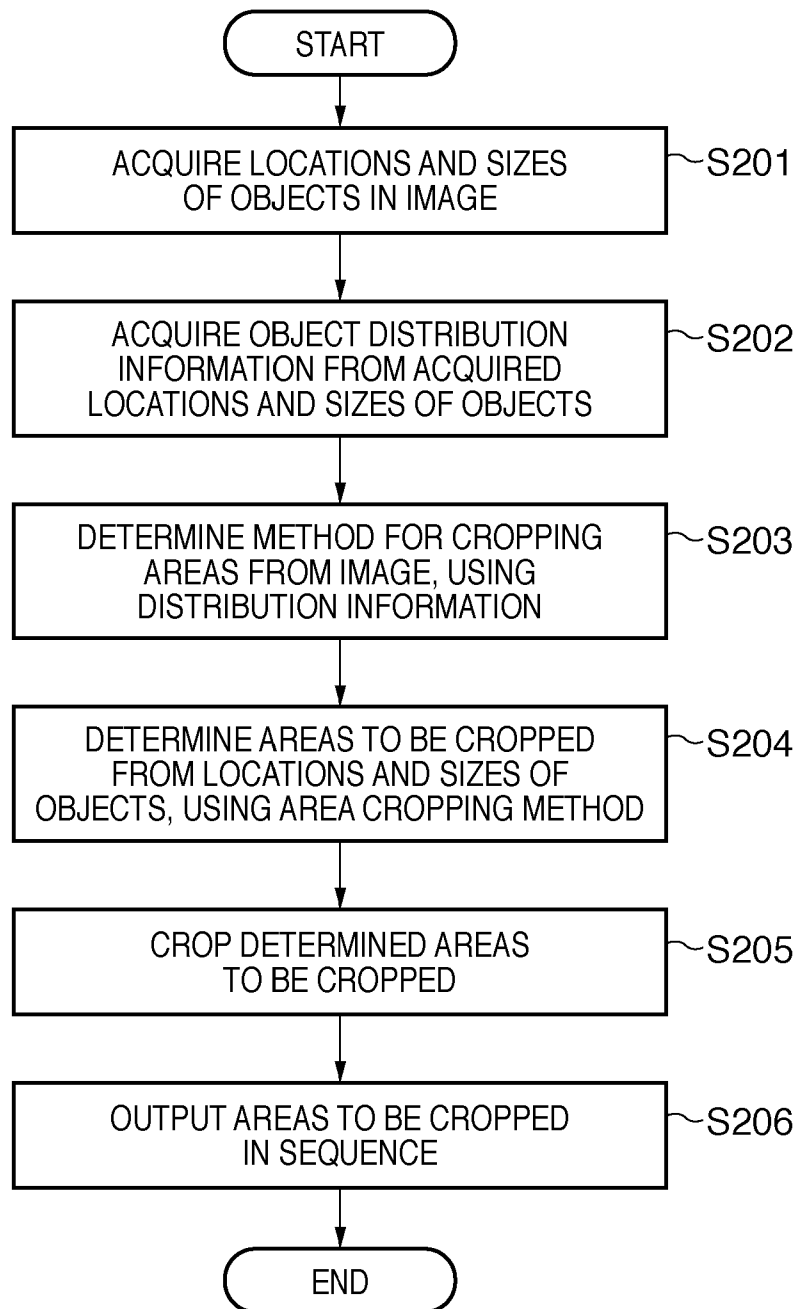 START
ACQUIRE LOCATIONS AND SIZES
OF OBJECTS IN IMAGE
S201
ACQUIRE OBJECT DISTRIBUTION
INFORMATION FROM ACQUIRED
LOCATIONS AND SIZES OF OBJECTS
S202
DETERMINE METHOD FOR CROPPING
AREAS FROM IMAGE, USING
DISTRIBUTION INFORMATION
S203
DETERMINE AREAS TO BE CROPPED
FROM LOCATIONS AND SIZES OF
OBJECTS, USING AREA CROPPING METHOD
S204
CROP DETERMINED AREAS
TO BE CROPPED
S205
OUTPUT AREAS TO BE CROPPED
IN SEQUENCE
S206
END